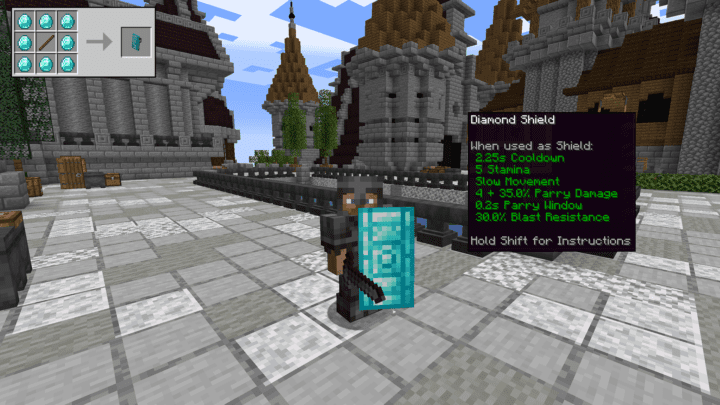 Diamond Shield
When used as Shield:
2.25s Cooldown
5 Stamina
Slow Movement
4 + 35.0% Parry Damage
0.2s Parry Window
30.0% Blast Resistance
Hold Shift for Instructions